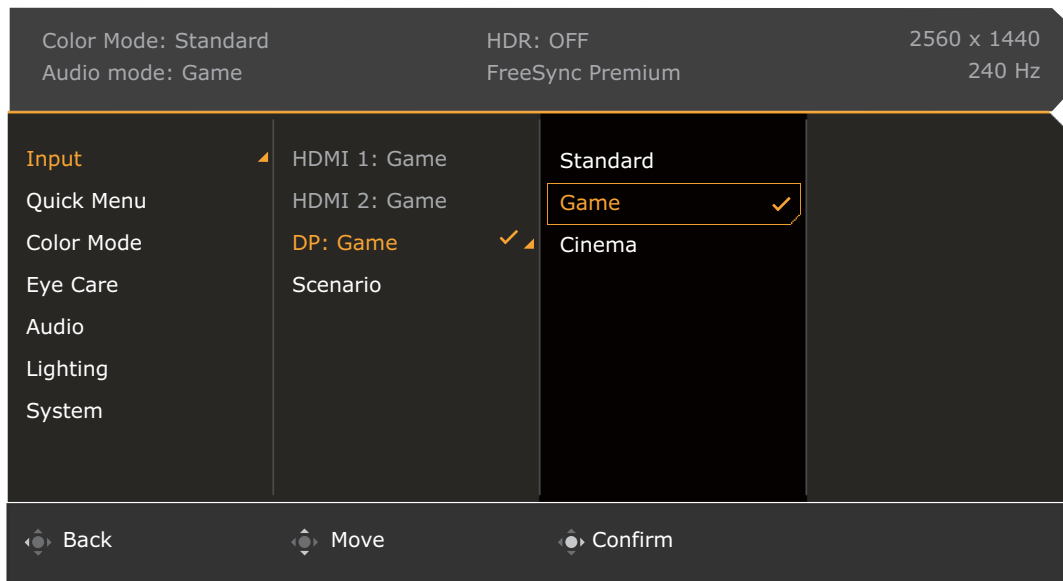 Color Mode: Standard
HDR: OFF
2560 x 1440
Audio mode: Game
FreeSync Premium
240 Hz
Input
Quick Menu
Color Mode
Eye Care
Audio
Lighting
System
HDMI 1: Game
HDMI 2: Game
DP: Game
Scenario
Standard
Game
Cinema
Back
Move
Confirm